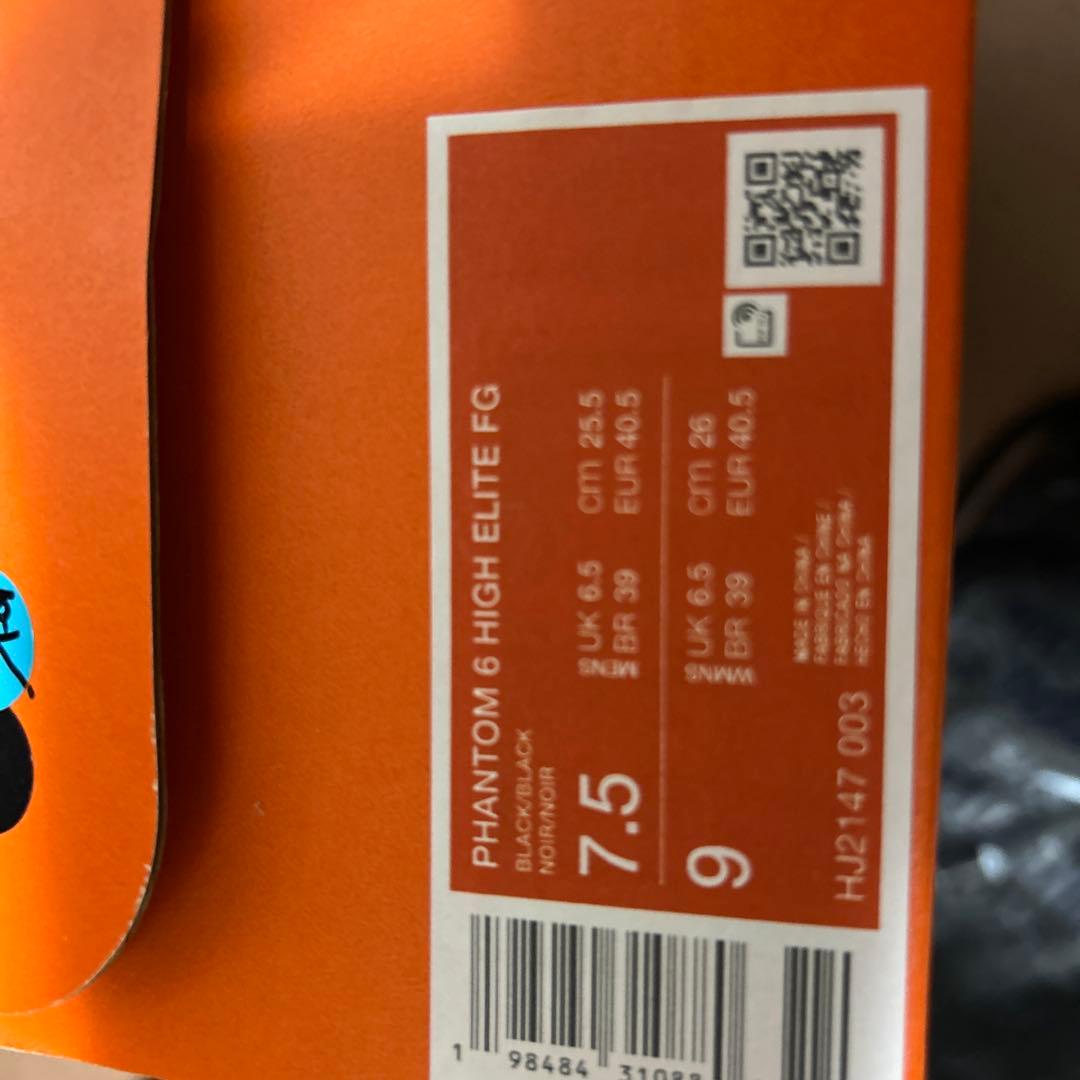 PHANTOM 6 HIGH ELITE FG
BLACK/BLACK
NOIR/NOIR
7.5
MENS
UK 6.5 cm 25.5
BR 39 EUR 40.5
9
WMNS
UK 6.5 cm 26
BR 39 EUR 40.5
MADE IN CHINA /
FABRIQUE EN CHINE /
FABRICADO NA CHINA /
HECHO EN CHINA
HJ2147 003
1 98484